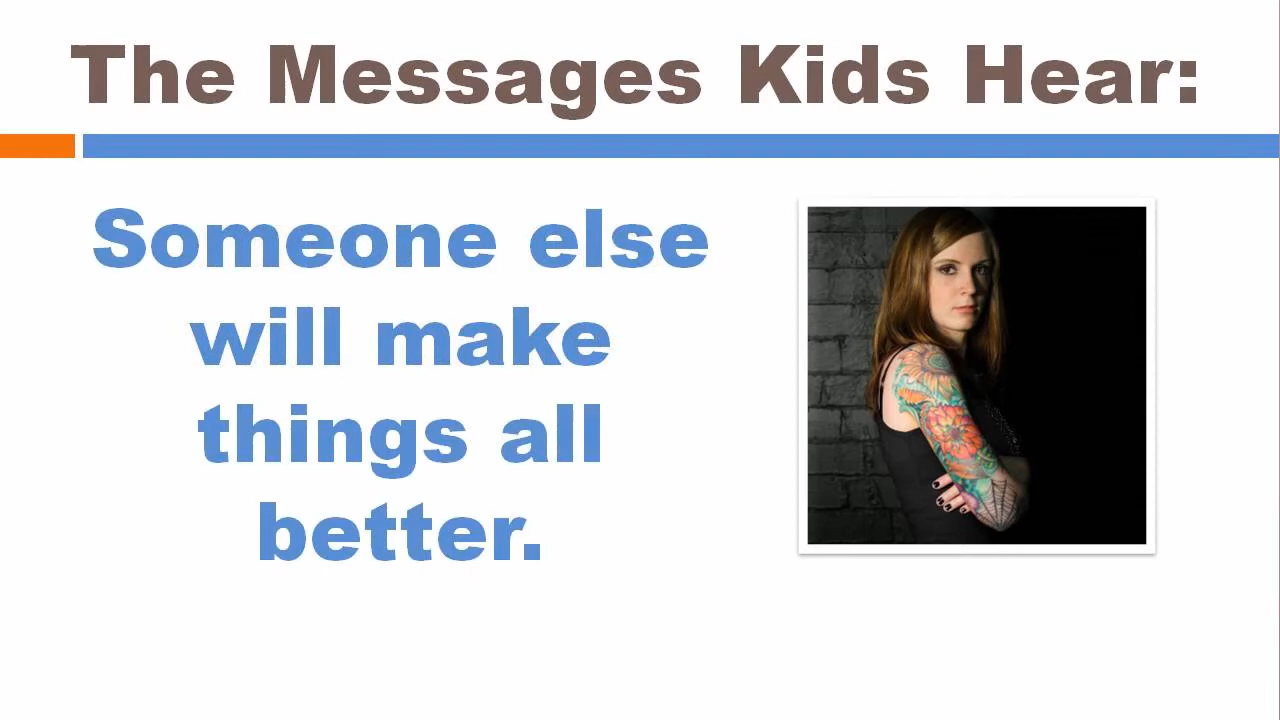 The Messages Kids Hear:
Someone else
will make
things all
better.